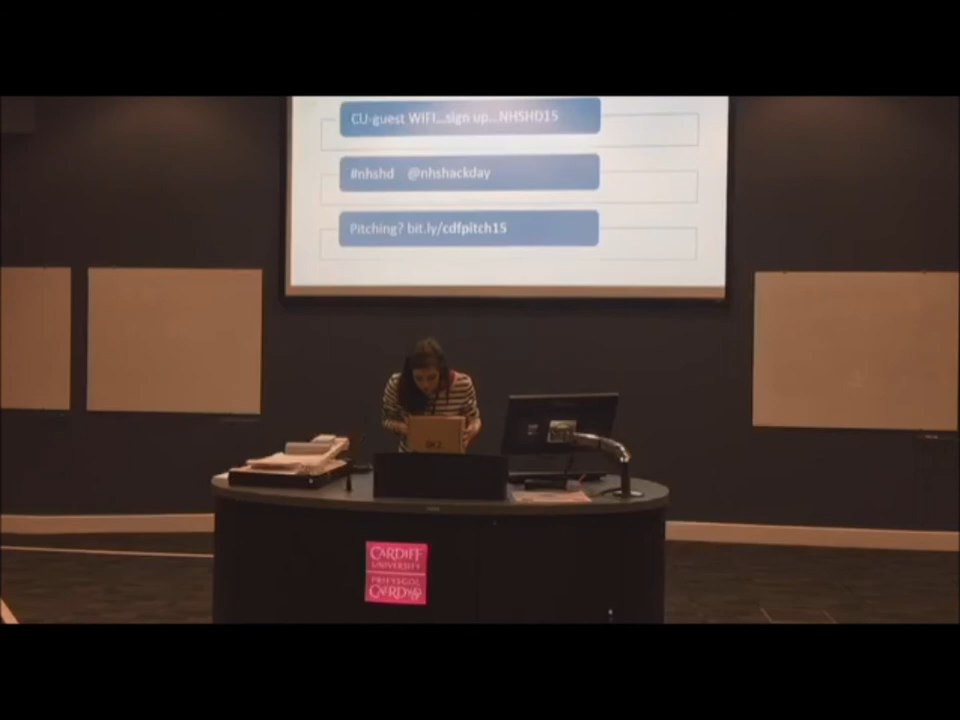 CU-guest WIFI...sign up...NHSHD15
#nhshd @nhshackday
Pitching? bit.ly/cdfpitch15
CARDIFF
UNIVERSITY
PRIFYSGOL
CAERDYDD